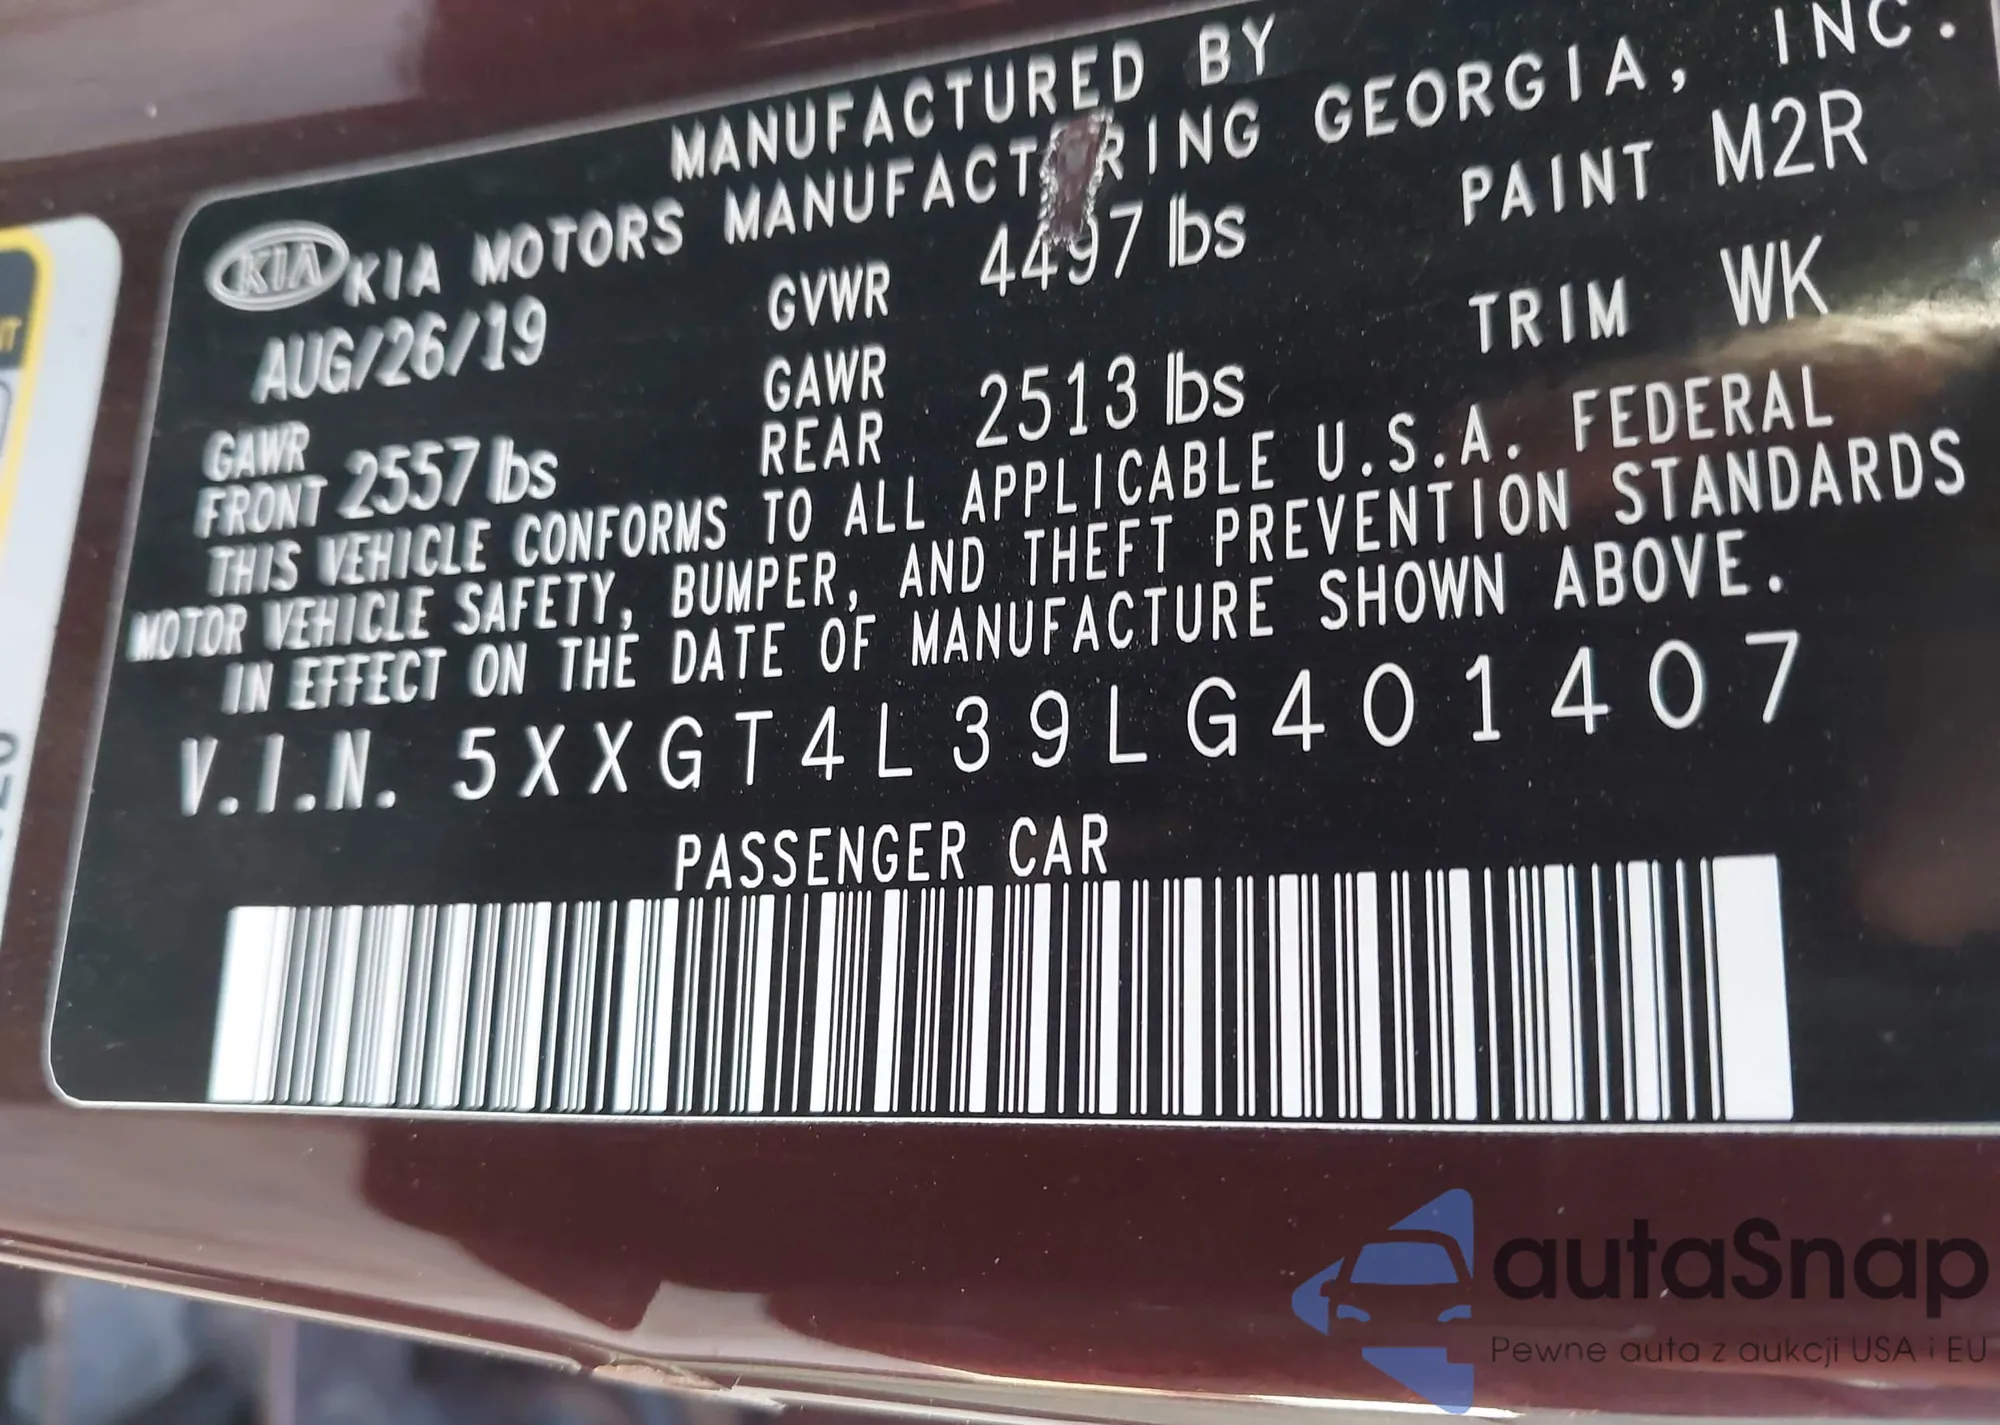 MANUFACTURED BY
KIA KIA MOTORS MANUFACT RING GEORGIA, INC.
AUG/26/19 GVWR 4497 lbs PAINT M2R
GAWR FRONT 2557 lbs GAWR REAR 2513 lbs TRIM WK
THIS VEHICLE CONFORMS TO ALL APPLICABLE U.S.A. FEDERAL
MOTOR VEHICLE SAFETY, BUMPER, AND THEFT PREVENTION STANDARDS
IN EFFECT ON THE DATE OF MANUFACTURE SHOWN ABOVE.
V.I.N. 5XXGT4L39LG401407
PASSENGER CAR
autaSnap
Pewne auta z aukcji USA i EU